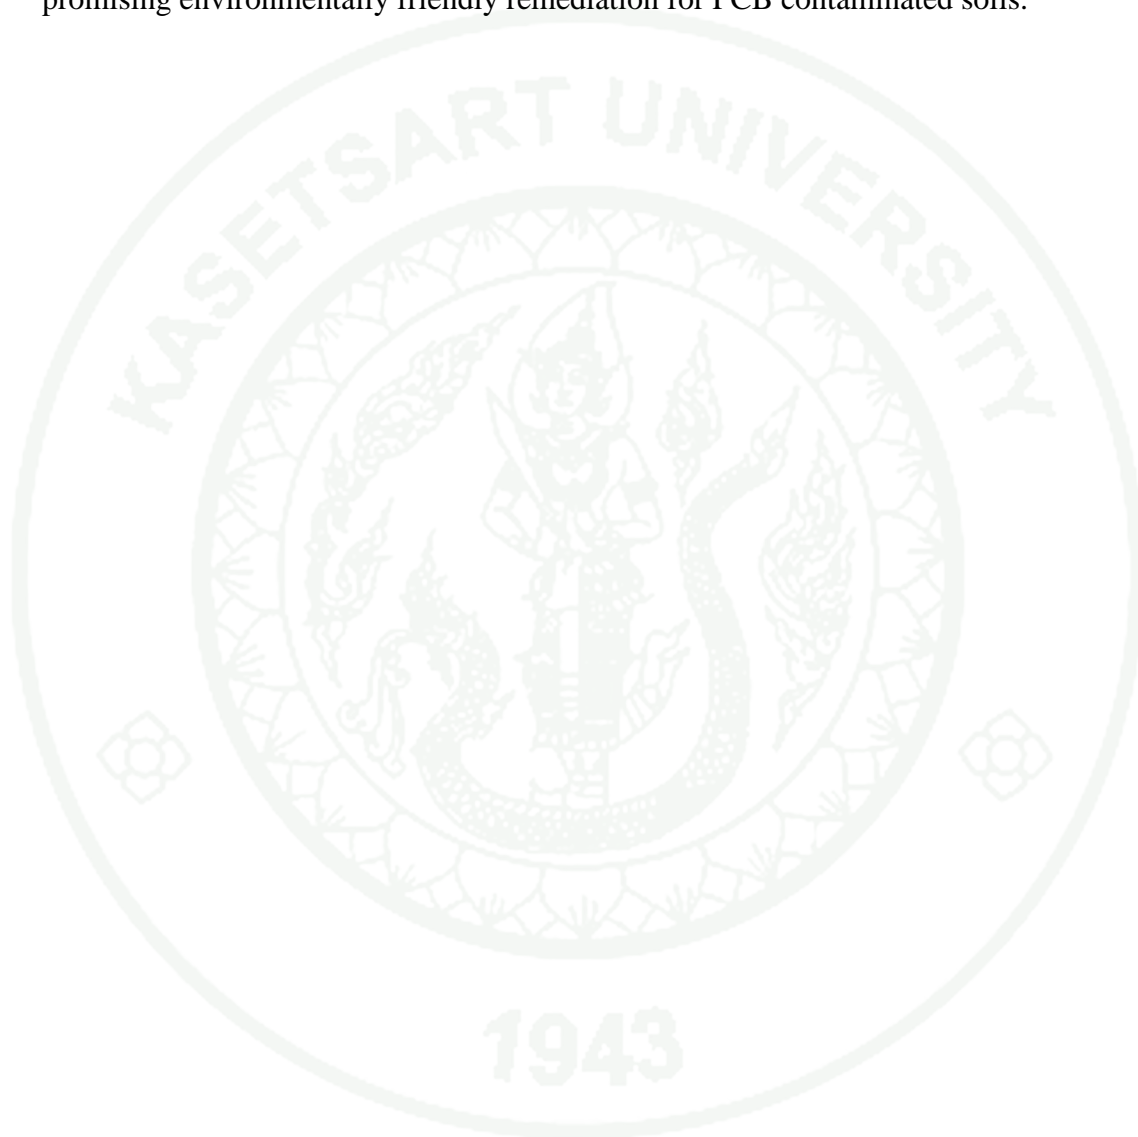 promising environmentally friendly remediation for PCB contaminated soils.
KASETSART UNIVERSITY
1943